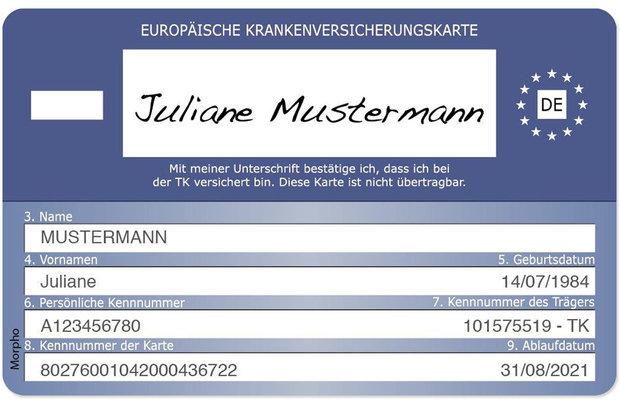 EUROPÄISCHE KRANKENVERSICHERUNGSKARTE
Juliane Mustermann
DE
Mit meiner Unterschrift bestätige ich, dass ich bei
der TK versichert bin. Diese Karte ist nicht übertragbar.
3. Name
MUSTERMANN
4. Vornamen 5. Geburtsdatum
Juliane 14/07/1984
6. Persönliche Kennnummer 7. Kennnummer des Trägers
A123456780 101575519 - TK
8. Kennnummer der Karte 9. Ablaufdatum
80276001042000436722 31/08/2021
Morpho